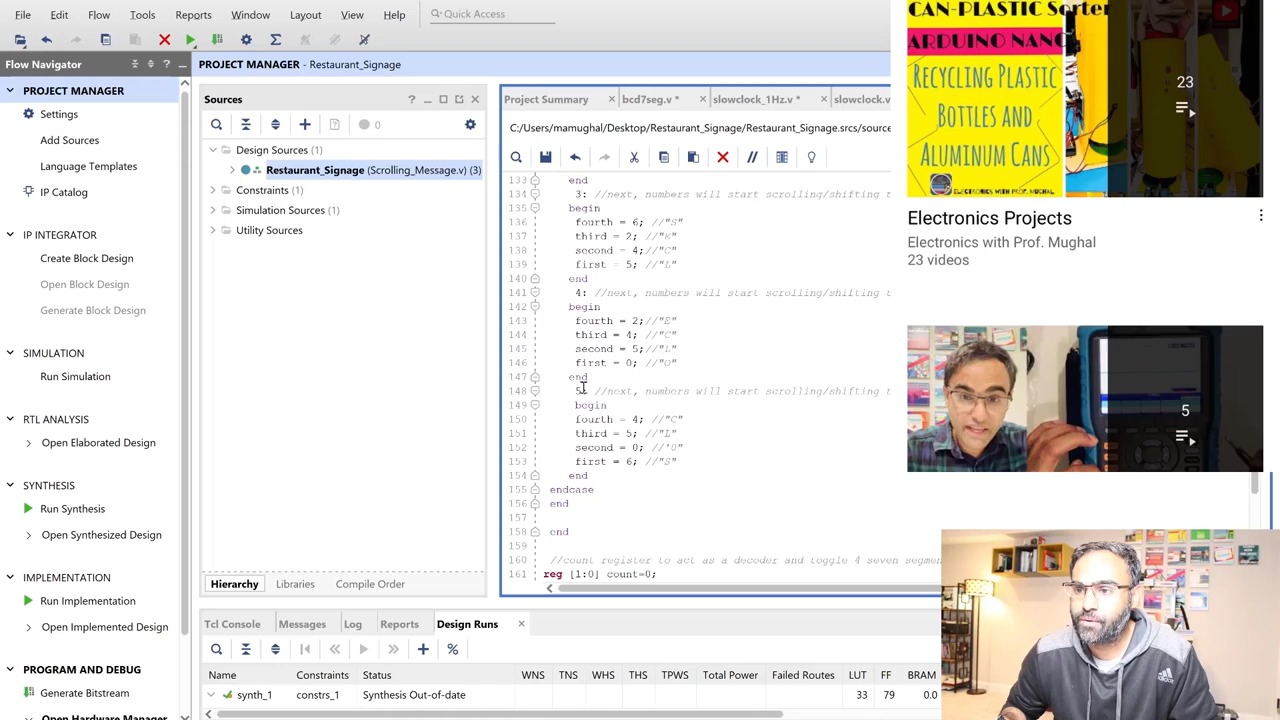 File Edit Flow Tools Reports Window Layout View Help Quick Access
Flow Navigator
PROJECT MANAGER - Restaurant_Signage
PROJECT MANAGER
Settings
Add Sources
Language Templates
IP Catalog
IP INTEGRATOR
Create Block Design
Open Block Design
Generate Block Design
SIMULATION
Run Simulation
RTL ANALYSIS
Open Elaborated Design
SYNTHESIS
Run Synthesis
Open Synthesized Design
IMPLEMENTATION
Run Implementation
Open Implemented Design
PROGRAM AND DEBUG
Generate Bitstream
Open Hardware Manager
Sources
0
Design Sources (1)
Restaurant_Signage (Scrolling_Message.v) (3)
Constraints (1)
Simulation Sources (1)
Utility Sources
Hierarchy Libraries Compile Order
Project Summary bcd7seg.v * slowclock_1Hz.v * slowclock.v
C:/Users/mamughal/Desktop/Restaurant_Signage/Restaurant_Signage.srcs/source
133 end
134 3: //next, numbers will start scrolling/shifting t
135 begin
136 fourth = 6; //"S"
137 third = 2; //"E"
138 second = 4;//"C"
139 first = 5; //"L"
140 end
141 4: //next, numbers will start scrolling/shifting t
142 begin
143 fourth = 2;//"E"
144 third = 4; //"C"
145 second = 5;//"L"
146 first = 0; //"O"
147 end
148 5: //next, numbers will start scrolling/shifting t
149 begin
150 fourth = 4; //"C"
151 third = 5; //"L"
152 second = 0; //'0"
153 first = 6; //"S"
154 end
155 endcase
156 end
157
158 end
159
160 //count register to act as a decoder and toggle 4 seven segmen
161 reg [1:0] count=0;
Tcl Console Messages Log Reports Design Runs
Name Constraints Status WNS TNS WHS THS TPWS Total Power Failed Routes LUT FF BRAM
synth_1 constrs_1 Synthesis Out-of-date 33 79 0.0
CAN-PLASTIC Sorter
ARDUINO NANO
RECYCLING PLASTIC
BOTTLES AND
ALUMINUM CANS
ELECTRONICS WITH PROF. MUGHAL
23
Electronics Projects
Electronics with Prof. Mughal
23 videos
5
adidas